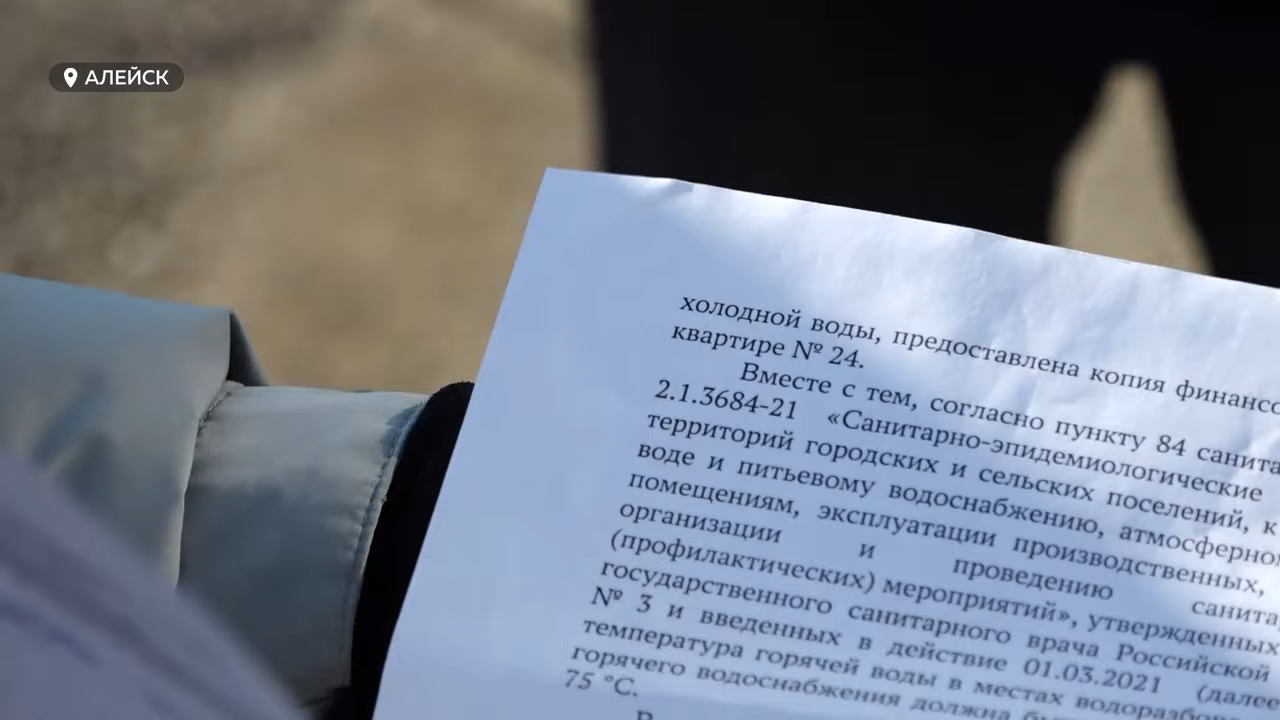 АЛЕЙСК
холодной воды, предоставлена копия финансо
квартире № 24.
Вместе с тем, согласно пункту 84 санита
2.1.3684-21 «Санитарно-эпидемиологические
территорий городских и сельских поселений, к
воде и питьевому водоснабжению, атмосферно
помещениям, эксплуатации производственных,
организации и проведению санита
(профилактических) мероприятий», утвержденных
государственного санитарного врача Российской
№ 3 и введенных в действие 01.03.2021 (далее
температура горячей воды в местах водоразбо
горячего водоснабжения должна
75 °C.